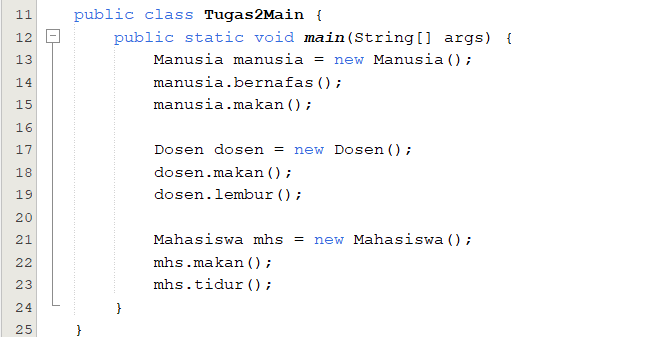 11 public class Tugas2Main {
12 public static void main(String[] args) {
13 Manusia manusia = new Manusia();
14 manusia.bernafas();
15 manusia.makan();
16
17 Dosen dosen = new Dosen();
18 dosen.makan();
19 dosen.lembur();
20
21 Mahasiswa mhs = new Mahasiswa();
22 mhs.makan();
23 mhs.tidur();
24 }
25 }